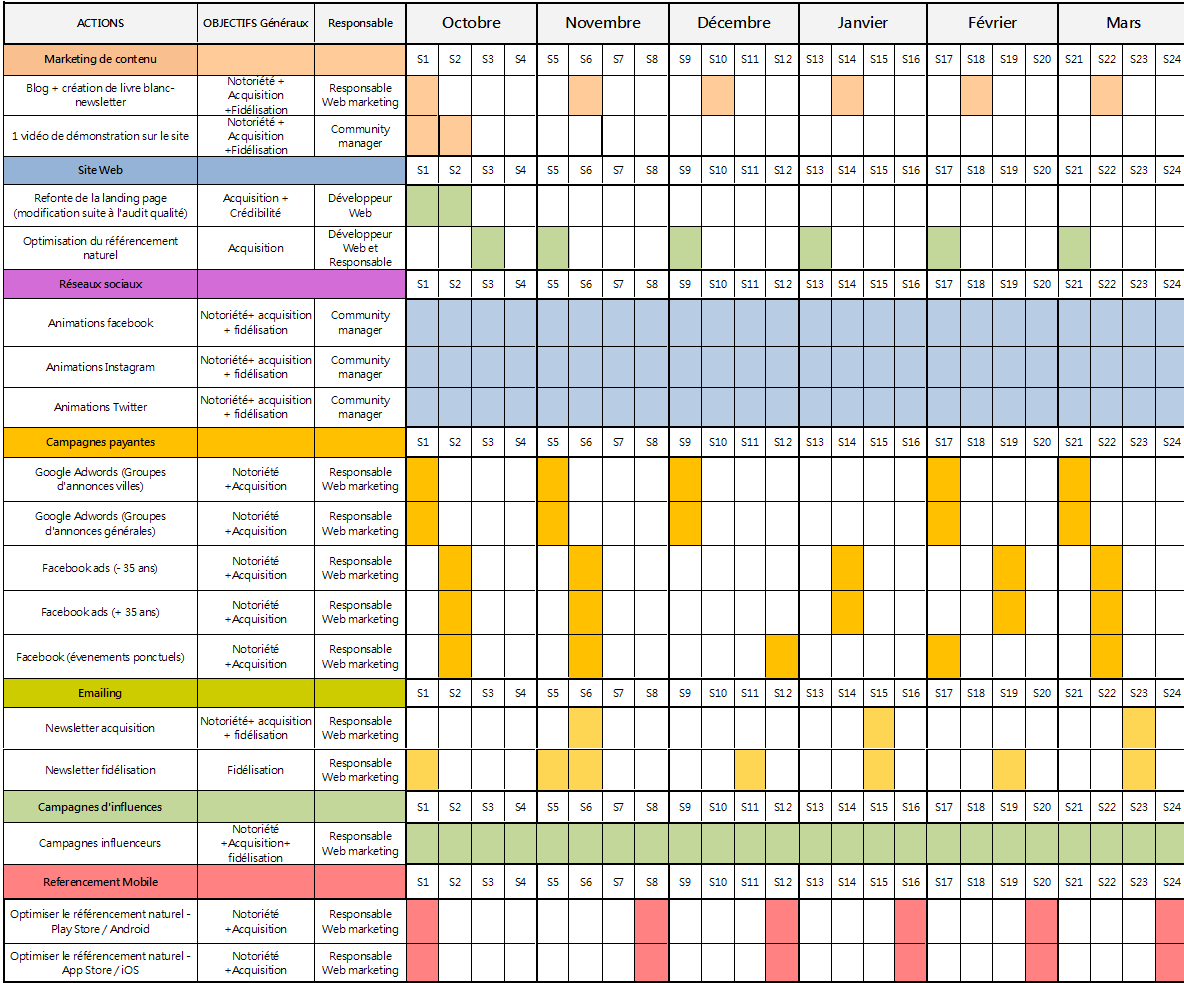 ACTIONS OBJECTIFS Généraux Responsable Octobre Novembre Décembre Janvier Février Mars
Marketing de contenu S1 S2 S3 S4 S5 S6 S7 S8 S9 S10 S11 S12 S13 S14 S15 S16 S17 S18 S19 S20 S21 S22 S23 S24
Blog + création de livre blanc-
newsletter
Notoriété +
Acquisition
+Fidélisation
Responsable
Web marketing
1 vidéo de démonstration sur le site
Notoriété +
Acquisition
+Fidélisation
Community
manager
Site Web S1 S2 S3 S4 S5 S6 S7 S8 S9 S10 S11 S12 S13 S14 S15 S16 S17 S18 S19 S20 S21 S22 S23 S24
Refonte de la landing page
(modification suite à l'audit qualité)
Acquisition +
Crédibilité
Développeur
Web
Optimisation du référencement
naturel
Acquisition
Développeur
Web et
Responsable
Réseaux sociaux S1 S2 S3 S4 S5 S6 S7 S8 S9 S10 S11 S12 S13 S14 S15 S16 S17 S18 S19 S20 S21 S22 S23 S24
Animations facebook
Notoriété+ acquisition
+ fidélisation
Community
manager
Animations Instagram
Notoriété+ acquisition
+ fidélisation
Community
manager
Animations Twitter
Notoriété+ acquisition
+ fidélisation
Community
manager
Campagnes payantes S1 S2 S3 S4 S5 S6 S7 S8 S9 S10 S11 S12 S13 S14 S15 S16 S17 S18 S19 S20 S21 S22 S23 S24
Google Adwords (Groupes
d'annonces villes)
Notoriété
+Acquisition
Responsable
Web marketing
Google Adwords (Groupes
d'annonces générales)
Notoriété
+Acquisition
Responsable
Web marketing
Facebook ads (- 35 ans)
Notoriété
+Acquisition
Responsable
Web marketing
Facebook ads (+ 35 ans)
Notoriété
+Acquisition
Responsable
Web marketing
Facebook (évenements ponctuels)
Notoriété
+Acquisition
Responsable
Web marketing
Emailing S1 S2 S3 S4 S5 S6 S7 S8 S9 S10 S11 S12 S13 S14 S15 S16 S17 S18 S19 S20 S21 S22 S23 S24
Newsletter acquisition
Notoriété+ acquisition
+ fidélisation
Responsable
Web marketing
Newsletter fidélisation
Fidélisation
Responsable
Web marketing
Campagnes d'influences S1 S2 S3 S4 S5 S6 S7 S8 S9 S10 S11 S12 S13 S14 S15 S16 S17 S18 S19 S20 S21 S22 S23 S24
Campagnes influenceurs
Notoriété
+Acquisition+
fidélisation
Responsable
Web marketing
Referencement Mobile S1 S2 S3 S4 S5 S6 S7 S8 S9 S10 S11 S12 S13 S14 S15 S16 S17 S18 S19 S20 S21 S22 S23 S24
Optimiser le référencement naturel -
Play Store / Android
Notoriété
+Acquisition
Responsable
Web marketing
Optimiser le référencement naturel -
App Store / iOS
Notoriété
+Acquisition
Responsable
Web marketing